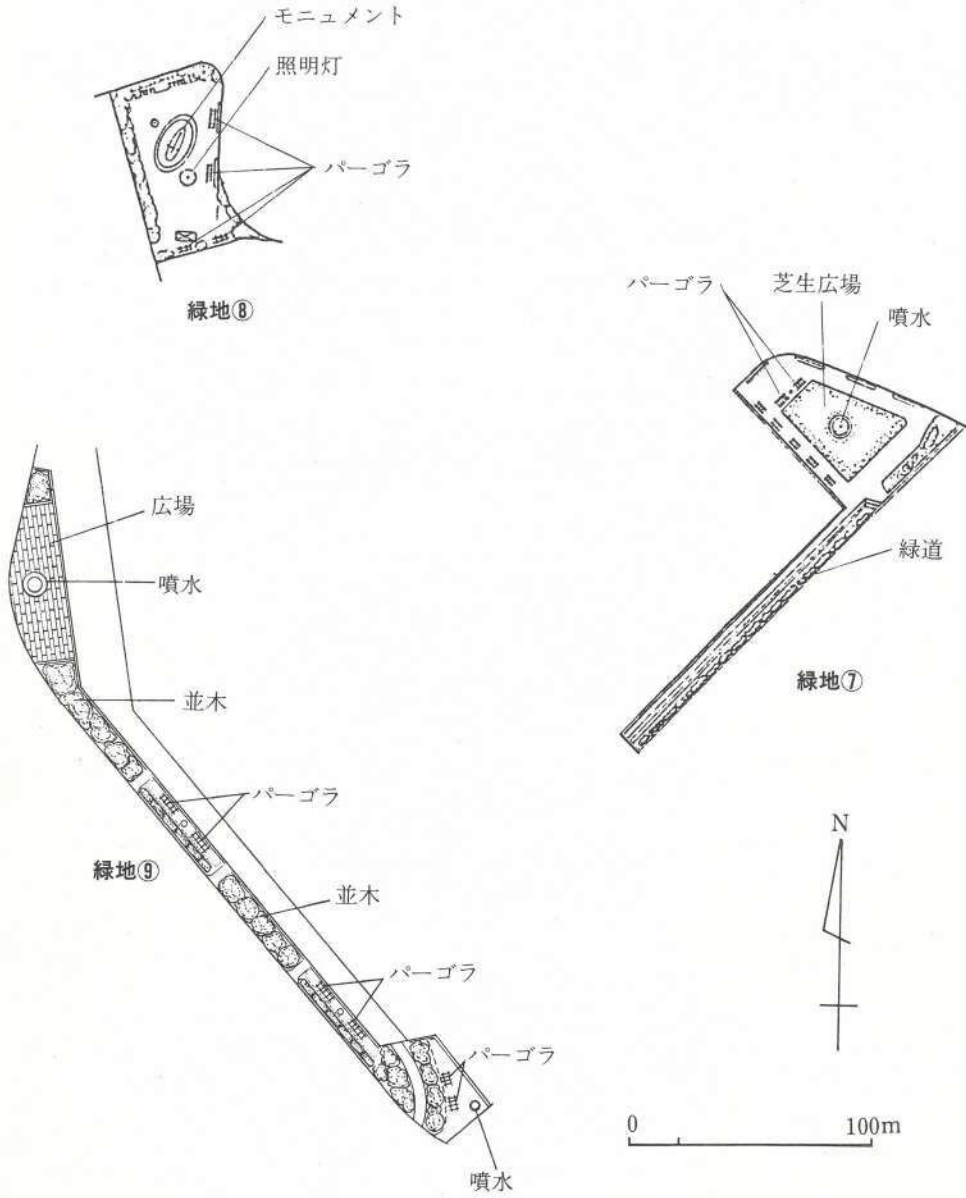 モニュメント
照明灯
パーゴラ
緑地⑧
パーゴラ
芝生広場
噴水
緑道
緑地⑦
広場
噴水
並木
パーゴラ
緑地⑨
並木
パーゴラ
パーゴラ
噴水
N
0 100m